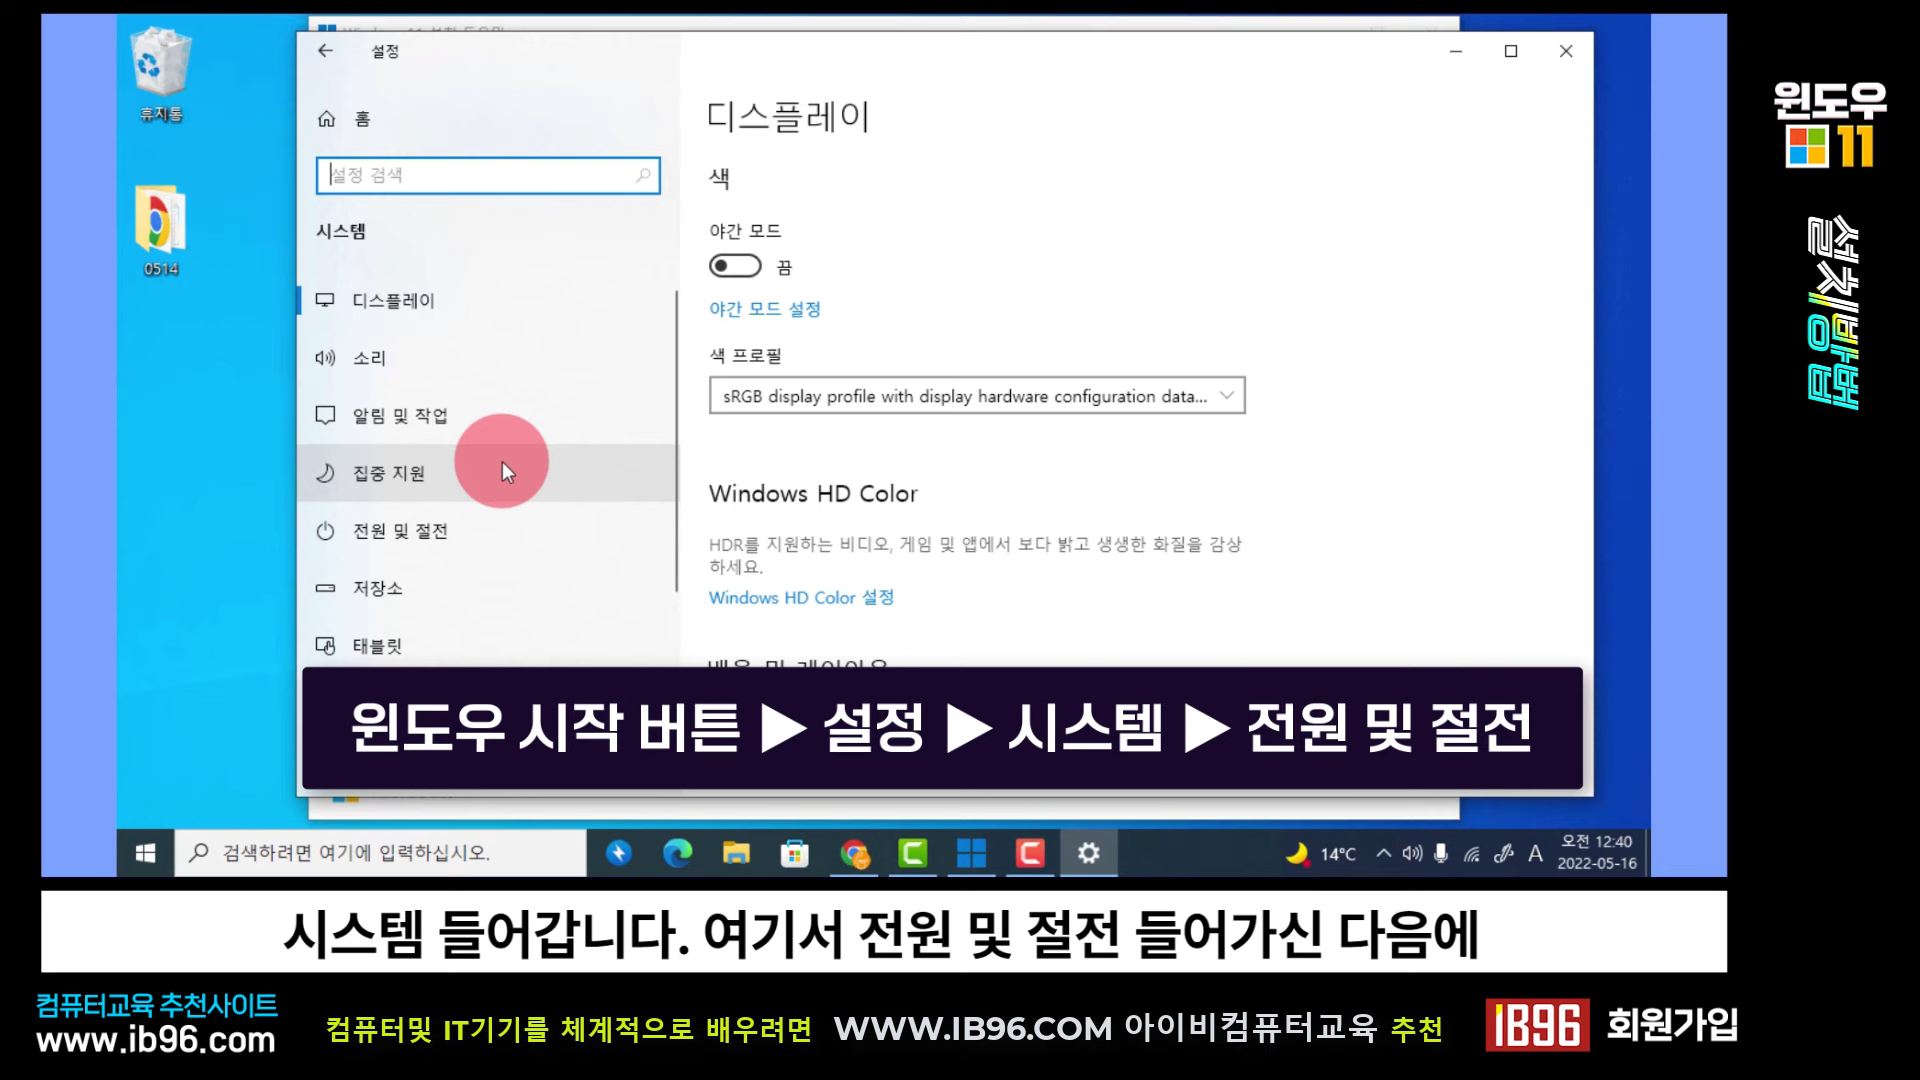 휴지통
0514
설정
홈
설정 검색
시스템
디스플레이
소리
알림 및 작업
집중 지원
전원 및 절전
저장소
태블릿
디스플레이
색
야간 모드
끔
야간 모드 설정
색 프로필
sRGB display profile with display hardware configuration data...
Windows HD Color
HDR를 지원하는 비디오, 게임 및 앱에서 보다 밝고 생생한 화질을 감상
하세요.
Windows HD Color 설정
윈도우 시작 버튼 ▶ 설정 ▶ 시스템 ▶ 전원 및 절전
검색하려면 여기에 입력하십시오.
14°C
A
오전 12:40
2022-05-16
윈도우
11
설치방법
시스템 들어갑니다. 여기서 전원 및 절전 들어가신 다음에
컴퓨터교육 추천사이트
www.ib96.com
컴퓨터및 IT기기를 체계적으로 배우려면 WWW.IB96.COM 아이비컴퓨터교육 추천
IB96 회원가입